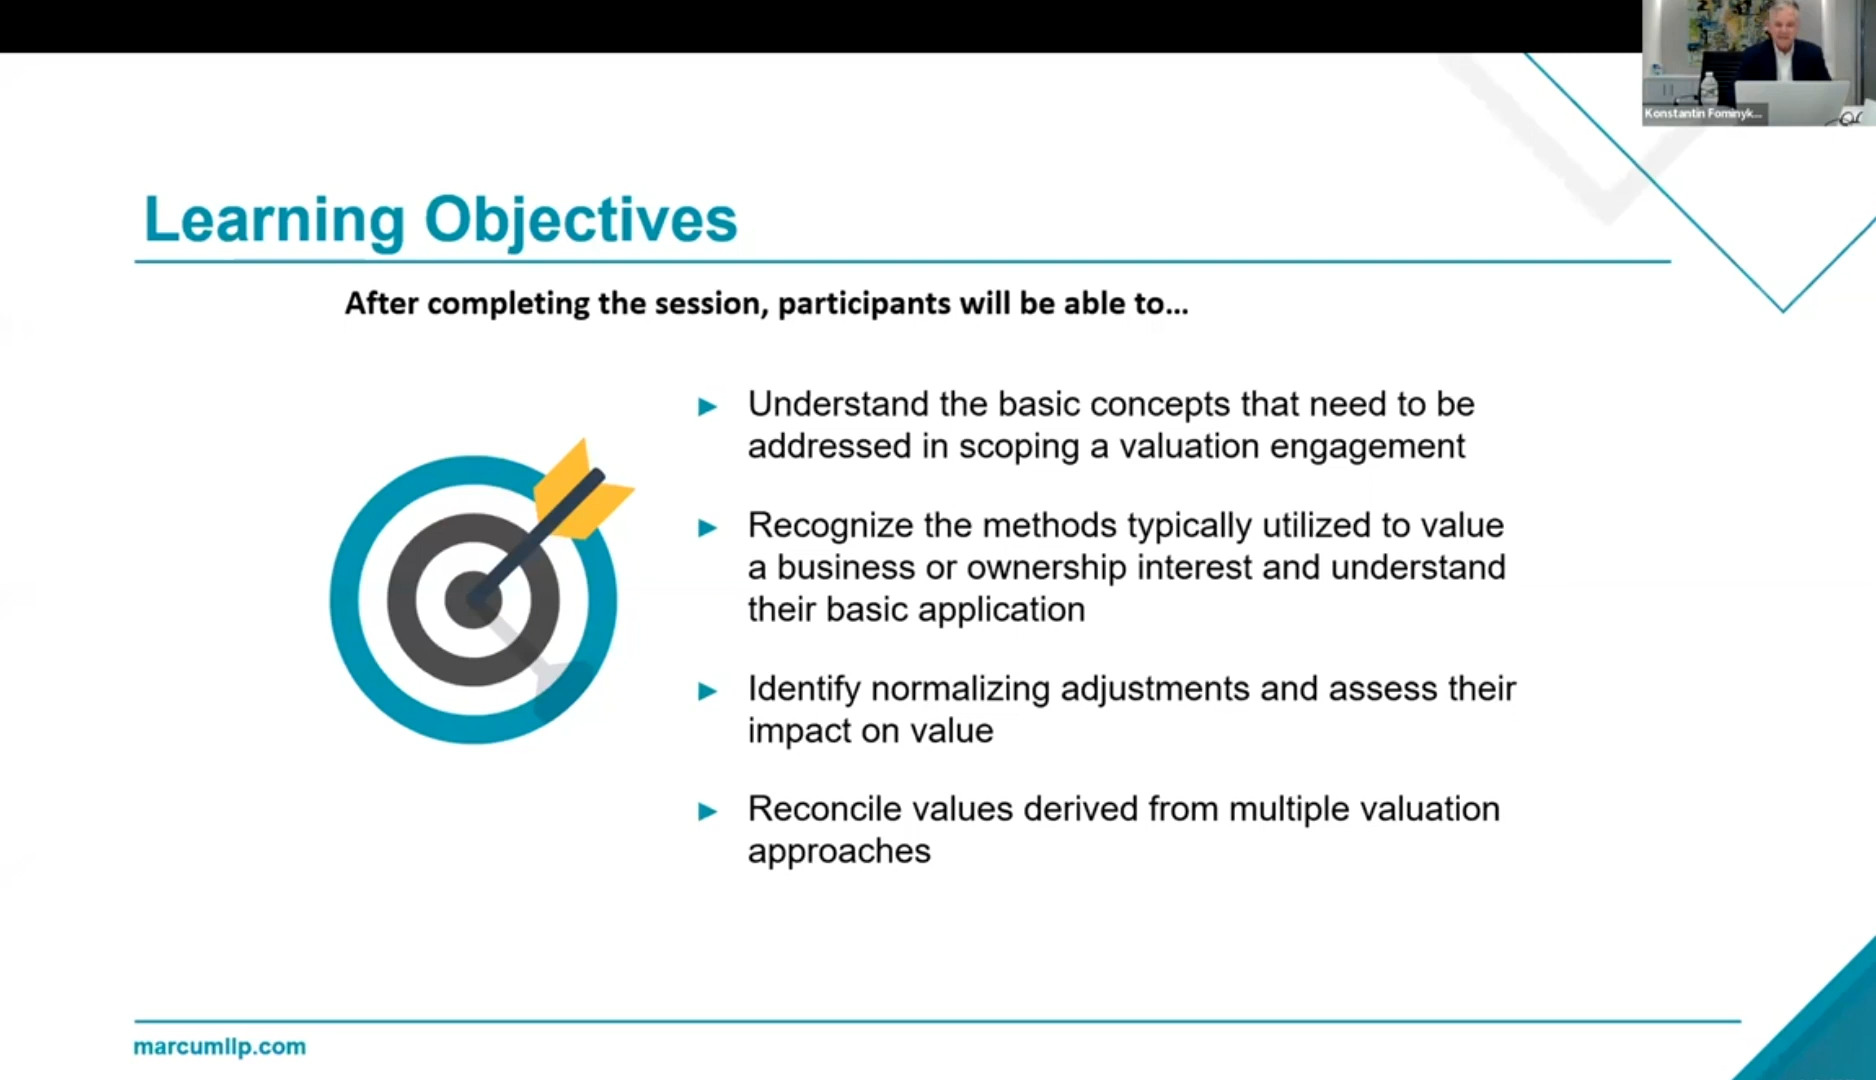 Konstantin Fominyk...
Learning Objectives
After completing the session, participants will be able to...
► Understand the basic concepts that need to be
addressed in scoping a valuation engagement
► Recognize the methods typically utilized to value
a business or ownership interest and understand
their basic application
► Identify normalizing adjustments and assess their
impact on value
► Reconcile values derived from multiple valuation
approaches
marcumllp.com